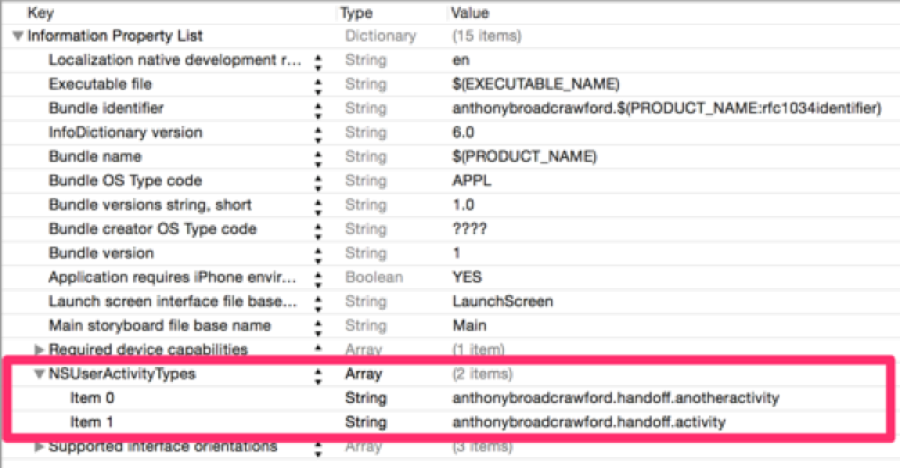 Key Type Value
Information Property List Dictionary (15 items)
Localization native development r... String en
Executable file String $(EXECUTABLE_NAME)
Bundle identifier String anthonybroadcrawford.$(PRODUCT_NAME:rfc1034identifier)
InfoDictionary version String 6.0
Bundle name String $(PRODUCT_NAME)
Bundle OS Type code String APPL
Bundle versions string, short String 1.0
Bundle creator OS Type code String ????
Bundle version String 1
Application requires iPhone envir... Boolean YES
Launch screen interface file base... String LaunchScreen
Main storyboard file base name String Main
Required device capabilities Array (1 item)
NSUserActivityTypes Array (2 items)
Item 0 String anthonybroadcrawford.handoff.anotheractivity
Item 1 String anthonybroadcrawford.handoff.activity
Supported interface orientations Array (3 items)